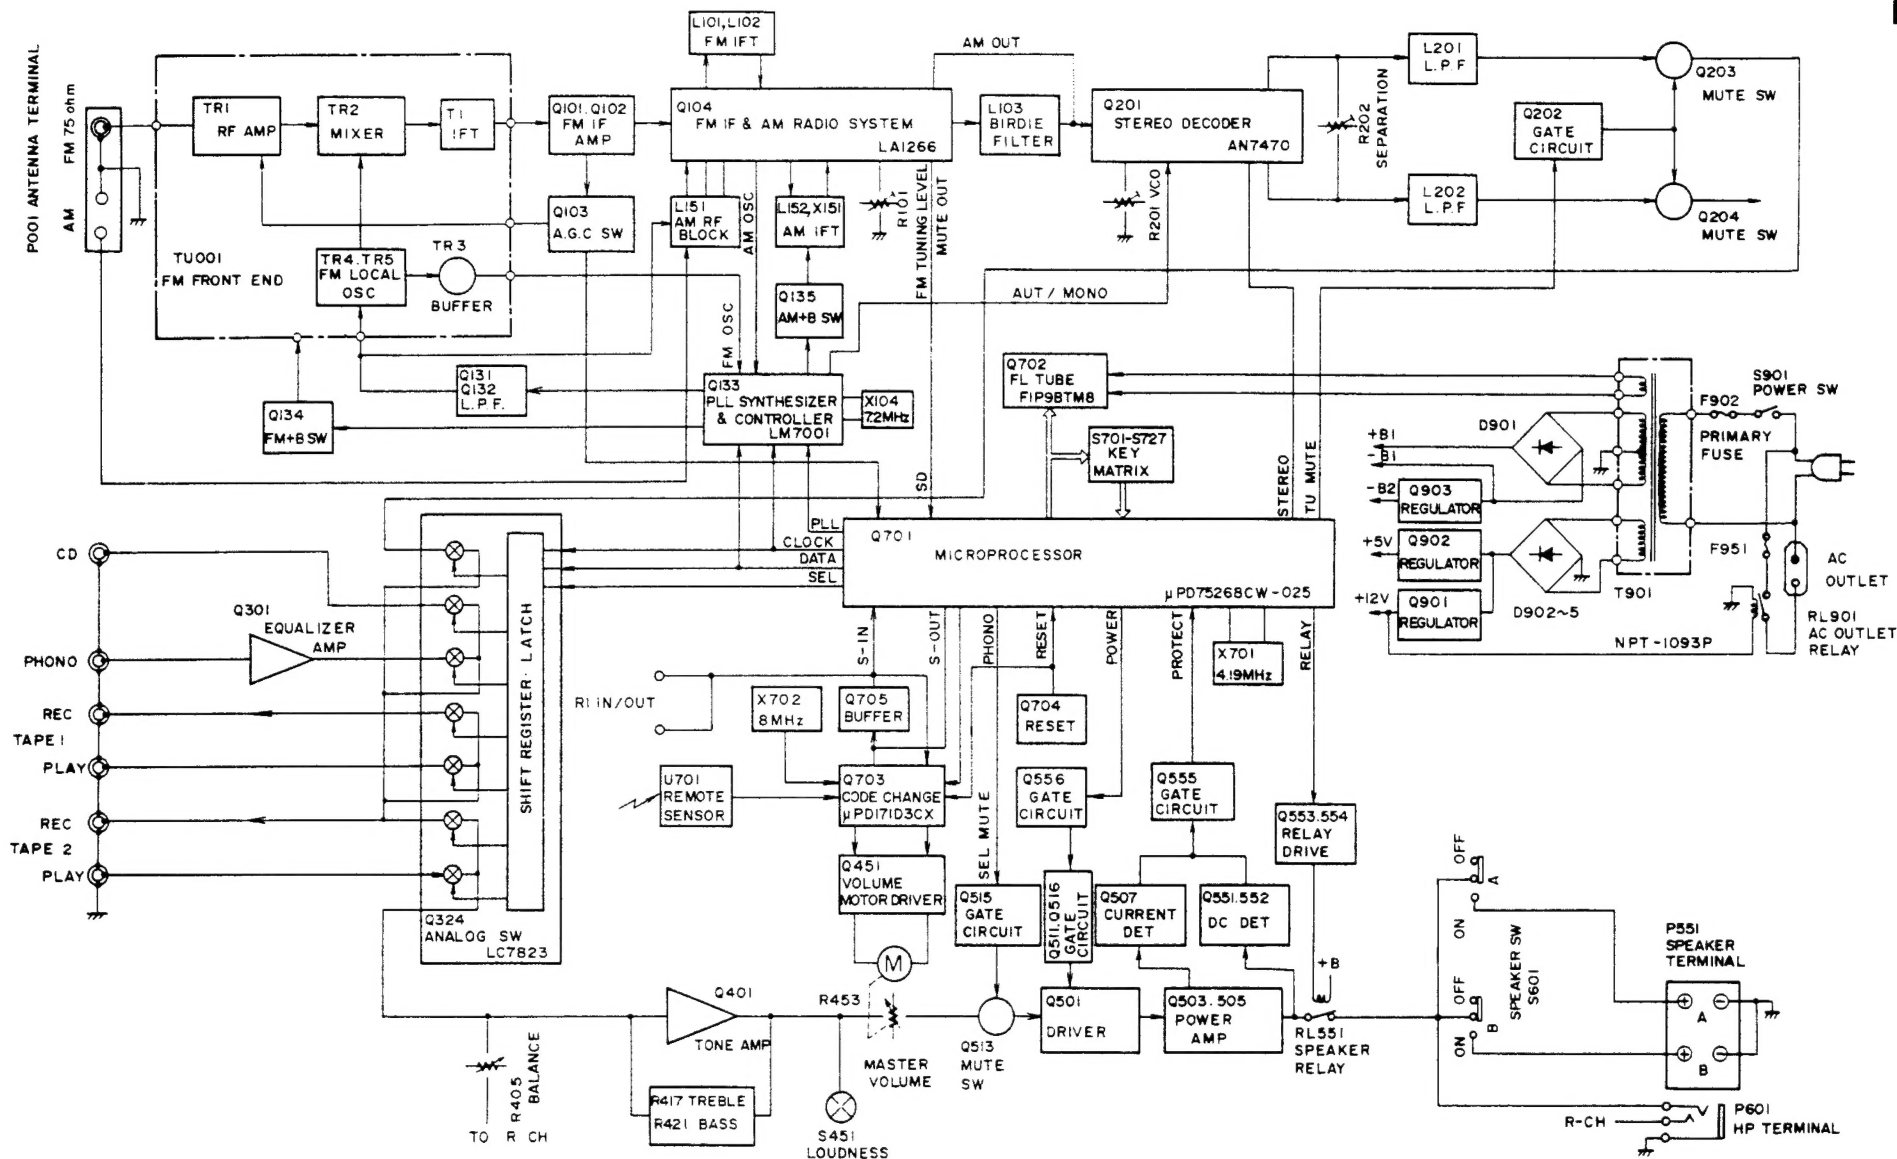 P001 ANTENNA TERMINAL
FM 75ohm
AM
TU001
FM FRONT END
TR1
RF AMP
TR2
MIXER
T1
IFT
TR4.TR5
FM LOCAL
OSC
TR3
BUFFER
Q101.Q102
FM IF
AMP
Q103
A.G.C SW
L101,L102
FM IFT
Q104
FM IF & AM RADIO SYSTEM
LA1266
AM OUT
L103
BIRDIE
FILTER
L151
AM RF
BLOCK
AM OSC
L152,X151
AM IFT
R101
FM TUNING LEVEL
MUTE OUT
Q135
AM+B SW
Q201
STEREO DECODER
AN7470
R201 VCO
R202
SEPARATION
L201
L.P.F
L202
L.P.F
Q202
GATE
CIRCUIT
Q203
MUTE SW
Q204
MUTE SW
AUT / MONO
FM OSC
Q131
Q132
L.P.F.
Q134
FM+B SW
Q133
PLL SYNTHESIZER
& CONTROLLER
LM7001
X104
7.2MHz
Q702
FL TUBE
FIP9BTM8
S701-S727
KEY
MATRIX
SD
STEREO
TU MUTE
S901
POWER SW
F902
PRIMARY
FUSE
D901
+B1
-B1
-B2
Q903
REGULATOR
+5V
Q902
REGULATOR
+12V
Q901
REGULATOR
D902~5
T901
NPT-1093P
F951
AC
OUTLET
RL901
AC OUTLET
RELAY
PLL
CLOCK
DATA
SEL
Q701
MICROPROCESSOR
µPD75268CW-025
CD
PHONO
REC
TAPE 1
PLAY
REC
TAPE 2
PLAY
Q301
EQUALIZER
AMP
SHIFT REGISTER· LATCH
Q324
ANALOG SW
LC7823
S-IN
S-OUT
PHONO
RESET
POWER
PROTECT
X701
4.19MHz
RELAY
RI IN/OUT
X702
8MHz
Q705
BUFFER
Q704
RESET
U701
REMOTE
SENSOR
Q703
CODE CHANGE
µPD17103CX
SEL MUTE
Q556
GATE
CIRCUIT
Q555
GATE
CIRCUIT
Q553.554
RELAY
DRIVE
Q451
VOLUME
MOTOR DRIVER
Q515
GATE
CIRCUIT
Q511.Q516
GATE
CIRCUIT
Q507
CURRENT
DET
Q551.552
DC DET
M
R453
MASTER
VOLUME
Q401
TONE AMP
R417 TREBLE
R421 BASS
R405
BALANCE
TO R CH
S451
LOUDNESS
Q513
MUTE
SW
Q501
DRIVER
Q503.505
POWER
AMP
+B
RL551
SPEAKER
RELAY
OFF
A
ON
OFF
B
ON
SPEAKER SW
S601
P551
SPEAKER
TERMINAL
A
B
R-CH
P601
HP TERMINAL